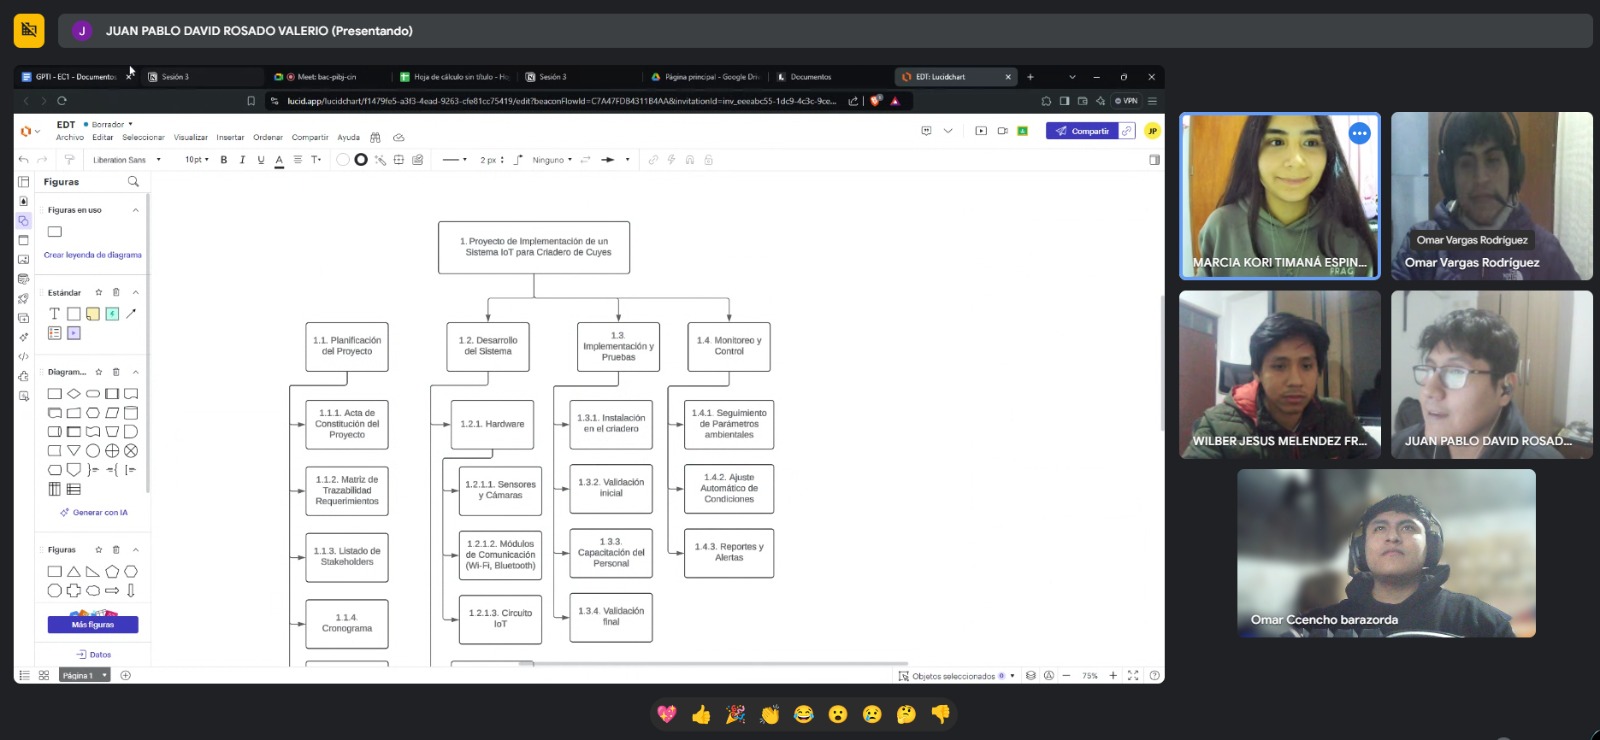 J JUAN PABLO DAVID ROSADO VALERIO (Presentando)
GPTI - EC1 - Documentos
Sesión 3
Meet: bac-pibj-cin
Hoja de cálculo sin título - Ho
Sesión 3
Página principal - Google Dri
Documentos
EDT: Lucidchart
lucid.app/lucidchart/f1479fe5-a3f3-4ead-9263-cfe81cc75419/edit?beaconFlowId=C7A47FD84311B4AA&invitationId=inv_eeeabc55-1dc9-4c3c-9ce...
VPN
EDT
Borrador
Archivo Editar Seleccionar Visualizar Insertar Ordenar Compartir Ayuda
Compartir
JP
Liberation Sans 10pt B I U A T 2 px Ninguno
Figuras
Figuras en uso
Crear leyenda de diagrama
Estándar
T
Diagram...
Generar con IA
Figuras
Más figuras
Datos
Página 1
Objetos seleccionados 0
75%
1. Proyecto de Implementación de un
Sistema IoT para Criadero de Cuyes
1.1. Planificación
del Proyecto
1.2. Desarrollo
del Sistema
1.3.
Implementación y
Pruebas
1.4. Monitoreo y
Control
1.1.1. Acta de
Constitución del
Proyecto
1.1.2. Matriz de
Trazabilidad
Requerimientos
1.1.3. Listado de
Stakeholders
1.1.4.
Cronograma
1.2.1. Hardware
1.2.1.1. Sensores
y Cámaras
1.2.1.2. Módulos
de Comunicación
(Wi-Fi, Bluetooth)
1.2.1.3. Circuito
IoT
1.3.1. Instalación
en el criadero
1.3.2. Validación
inicial
1.3.3.
Capacitación del
Personal
1.3.4. Validación
final
1.4.1. Seguimiento
de Parámetros
ambientales
1.4.2. Ajuste
Automático de
Condiciones
1.4.3. Reportes y
Alertas
MARCIA KORI TIMANÁ ESPIN...
FRAG
Omar Vargas Rodríguez
Omar Vargas Rodríguez
WILBER JESUS MELENDEZ FR...
JUAN PABLO DAVID ROSAD...
Omar Ccencho barazorda